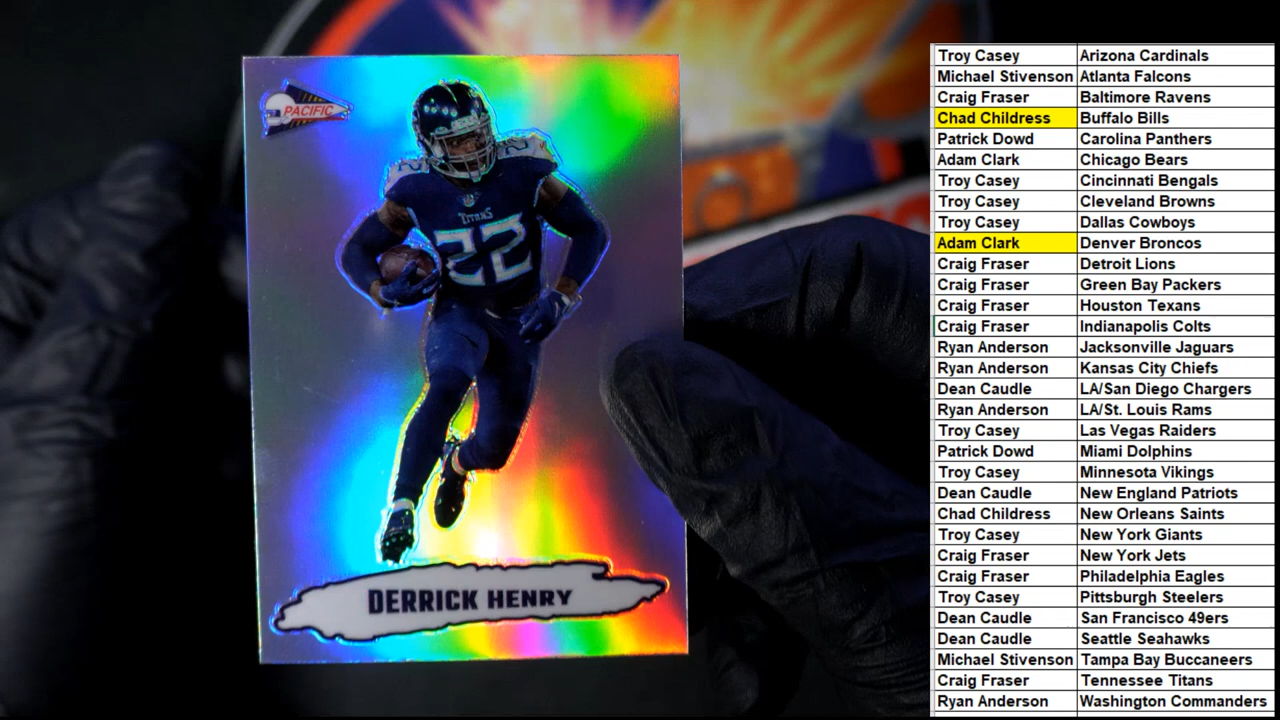 PACIFIC
TITANS
22
DERRICK HENRY
Troy Casey Arizona Cardinals
Michael Stivenson Atlanta Falcons
Craig Fraser Baltimore Ravens
Chad Childress Buffalo Bills
Patrick Dowd Carolina Panthers
Adam Clark Chicago Bears
Troy Casey Cincinnati Bengals
Troy Casey Cleveland Browns
Troy Casey Dallas Cowboys
Adam Clark Denver Broncos
Craig Fraser Detroit Lions
Craig Fraser Green Bay Packers
Craig Fraser Houston Texans
Craig Fraser Indianapolis Colts
Ryan Anderson Jacksonville Jaguars
Ryan Anderson Kansas City Chiefs
Dean Caudle LA/San Diego Chargers
Ryan Anderson LA/St. Louis Rams
Troy Casey Las Vegas Raiders
Patrick Dowd Miami Dolphins
Troy Casey Minnesota Vikings
Dean Caudle New England Patriots
Chad Childress New Orleans Saints
Troy Casey New York Giants
Craig Fraser New York Jets
Craig Fraser Philadelphia Eagles
Troy Casey Pittsburgh Steelers
Dean Caudle San Francisco 49ers
Dean Caudle Seattle Seahawks
Michael Stivenson Tampa Bay Buccaneers
Craig Fraser Tennessee Titans
Ryan Anderson Washington Commanders